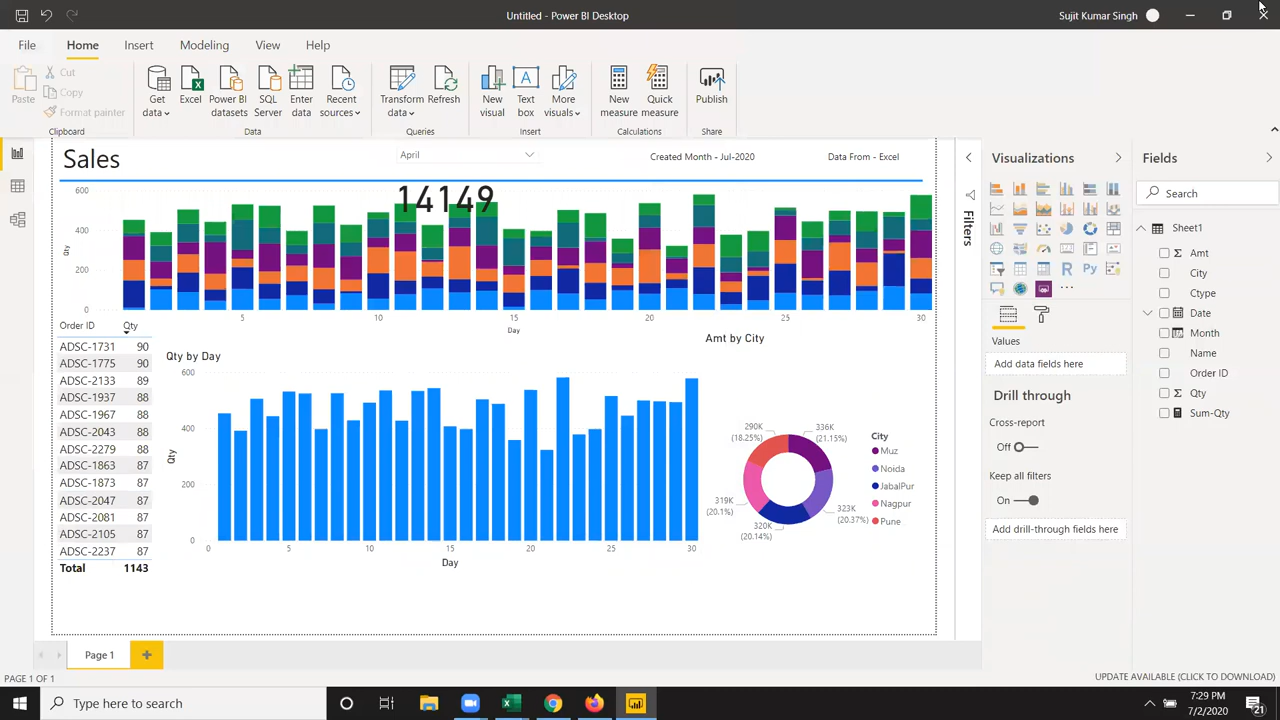 Untitled - Power BI Desktop
Sujit Kumar Singh
File Home Insert Modeling View Help
Paste
Cut
Copy
Format painter
Get data
Excel
Power BI datasets
SQL Server
Enter data
Recent sources
Transform data
Refresh
New visual
Text box
More visuals
New measure
Quick measure
Publish
Clipboard
Data
Queries
Insert
Calculations
Share
Sales
April
Created Month - Jul-2020
Data From - Excel
14149
600
400
200
0
Qty
5 10 15 20 25 30
Day
Order ID Qty
ADSC-1731 90
ADSC-1775 90
ADSC-2133 89
ADSC-1937 88
ADSC-1967 88
ADSC-2043 88
ADSC-2279 88
ADSC-1863 87
ADSC-1873 87
ADSC-2047 87
ADSC-2081 87
ADSC-2105 87
ADSC-2237 87
Total 1143
Qty by Day
600
400
200
0
Qty
0 5 10 15 20 25 30
Day
Amt by City
290K
(18.25%)
336K
(21.15%)
319K
(20.1%)
323K
(20.37%)
320K
(20.14%)
City
Muz
Noida
JabalPur
Nagpur
Pune
Filters
Visualizations
R
Py
Values
Add data fields here
Drill through
Cross-report
Off
Keep all filters
On
Add drill-through fields here
Fields
Search
Sheet1
Amt
City
Ctype
Date
Month
Name
Order ID
Qty
Sum-Qty
Page 1
PAGE 1 OF 1
UPDATE AVAILABLE (CLICK TO DOWNLOAD)
Type here to search
7:29 PM
7/2/2020
21